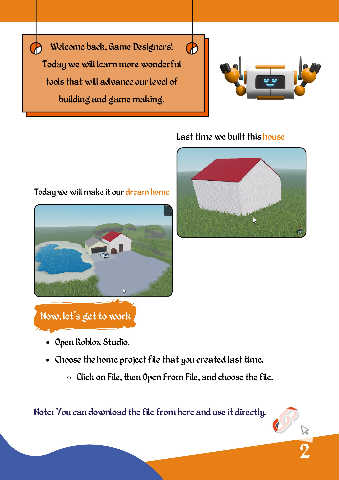 Welcome back, Game Designers!
Today we will learn more wonderful
tools that will advance our level of
building and game making.
Last time we built this house
Today we will make it our dream home
Now, let's get to work
• Open Roblox Studio.
• Choose the home project file that you created last time.
○ Click on File, then Open From File, and choose the file.
Note: You can download the file from here and use it directly.
2